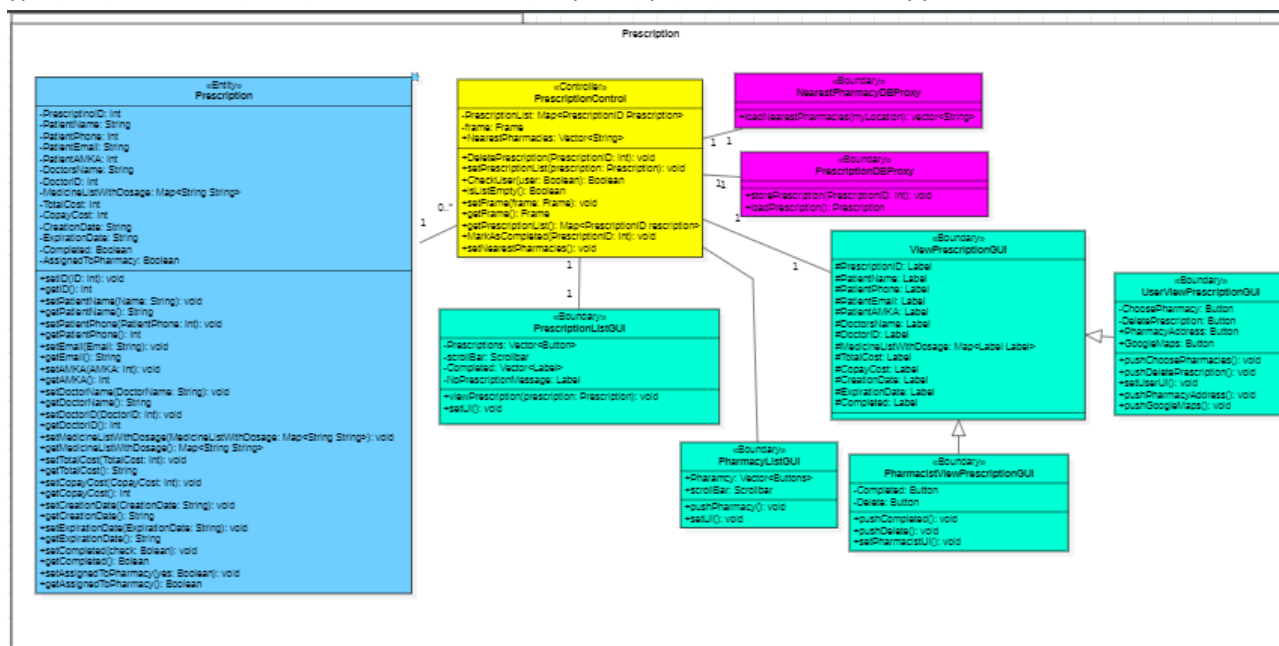 Prescription
«Entity»
Prescription
-PrescriptinoID: Int
-PatientName: String
-PatientPhone: Int
-PatientEmail: String
-PatientAMKA: Int
-DoctorsName: String
-DoctorID: Int
-MedicineListWithDosage: Map<String String>
-TotalCost: Int
-CopayCost: Int
-CreationDate: String
-ExpirationDate: String
-Completed: Boolean
-AssignedToPharmacy: Boolean
+setID(ID: Int): void
+getID(): Int
+setPatientName(Name: String): void
+getPatientName(): String
+setPatientPhone(PatientPhone: Int): void
+getPatientPhone(): Int
+setEmail(Email: String): void
+getEmail(): String
+setAMKA(AMKA: Int): void
+getAMKA(): Int
+setDoctorName(DoctorName: String): void
+getDoctorName(): String
+setDoctorID(DoctorID: Int): void
+getDoctorID(): Int
+setMedicineListWithDosage(MedicineListWithDosage: Map<String String>): void
+getMedicineListWithDosage(): Map<String String>
+setTotalCost(TotalCost: Int): void
+getTotalCost(): String
+setCopayCost(CopayCost: Int): void
+getCopayCost(): Int
+setCreationDate(CreationDate: String): void
+getCreationDate(): String
+setExpirationDate(ExpirationDate: String): void
+getExpirationDate(): String
+setCompleted(check: Bolean): void
+getCompleted(): Bolean
+setAssignedToPharmacy(yes: Boolean): void
+getAssignedToPharmacy(): Boolean
1
0..*
«Controller»
PrescriptionControl
-PrescriptionList: Map<PrescriptionID Prescription>
-frame: Frame
+NearestPharmacies: Vector<String>
+DeletePrescription(PrescriptionID: Int): void
+setPrescriptionList(prescription: Prescription): void
+CheckUser(user: Boolean): Boolean
+isListEmpty(): Boolean
+setFrame(frame: Frame): void
+getFrame(): Frame
+getPrescriptionList(): Map<PrescriptionID rescription>
+MarkAsCompleted(PrescriptionID: Int): void
+setNearestPharmacies(): void
1
1
«Boundary»
NearestPharmacyDBProxy
+loadNearestPharmacies(myLocation): vector<String>
1
1
«Boundary»
PrescriptionDBProxy
+storePrescription(PrescriptionID: Int): void
+loadPrescription(): Prescription
1
1
«Boundary»
ViewPrescriptionGUI
#PrescriptionID: Label
#PatientName: Label
#PatientPhone: Label
#PatientEmail: Label
#PatientAMKA: Label
#DoctorsName: Label
#DoctorID: Label
#MedicineListWithDosage: Map<Label Label>
#TotalCost: Label
#CopayCost: Label
#CreationDate: Label
#ExpirationDate: Label
#Completed: Label
«Boundary»
UserViewPrescriptionGUI
-ChoosePharmacy: Button
-DeletePrescription: Button
+PharmacyAddress: Button
+GoogleMaps: Button
+pushChoosePharmacies(): void
+pushDeletePrescription(): void
+setUserUI(): void
+pushPharmacyAddress(): void
+pushGoogleMaps(): void
1
1
«Boundary»
PrescriptionListGUI
-Prescriptions: Vector<Button>
-scrollBar: Scrollbar
-Completed: Vector<Label>
-NoPrescriptionMessage: Label
+viewPrescription(prescription: Prescription): void
+setUI(): void
«Boundary»
PharmacyListGUI
+Pharamcy: Vector<Buttons>
+scrollBar: Scrollbar
+pushPharmacy(): void
+setUI(): void
«Boundary»
PharmacistViewPrescriptionGUI
-Completed: Button
-Delete: Button
+pushCompleted(): void
+pushDelete(): void
+setPharmacistUI(): void